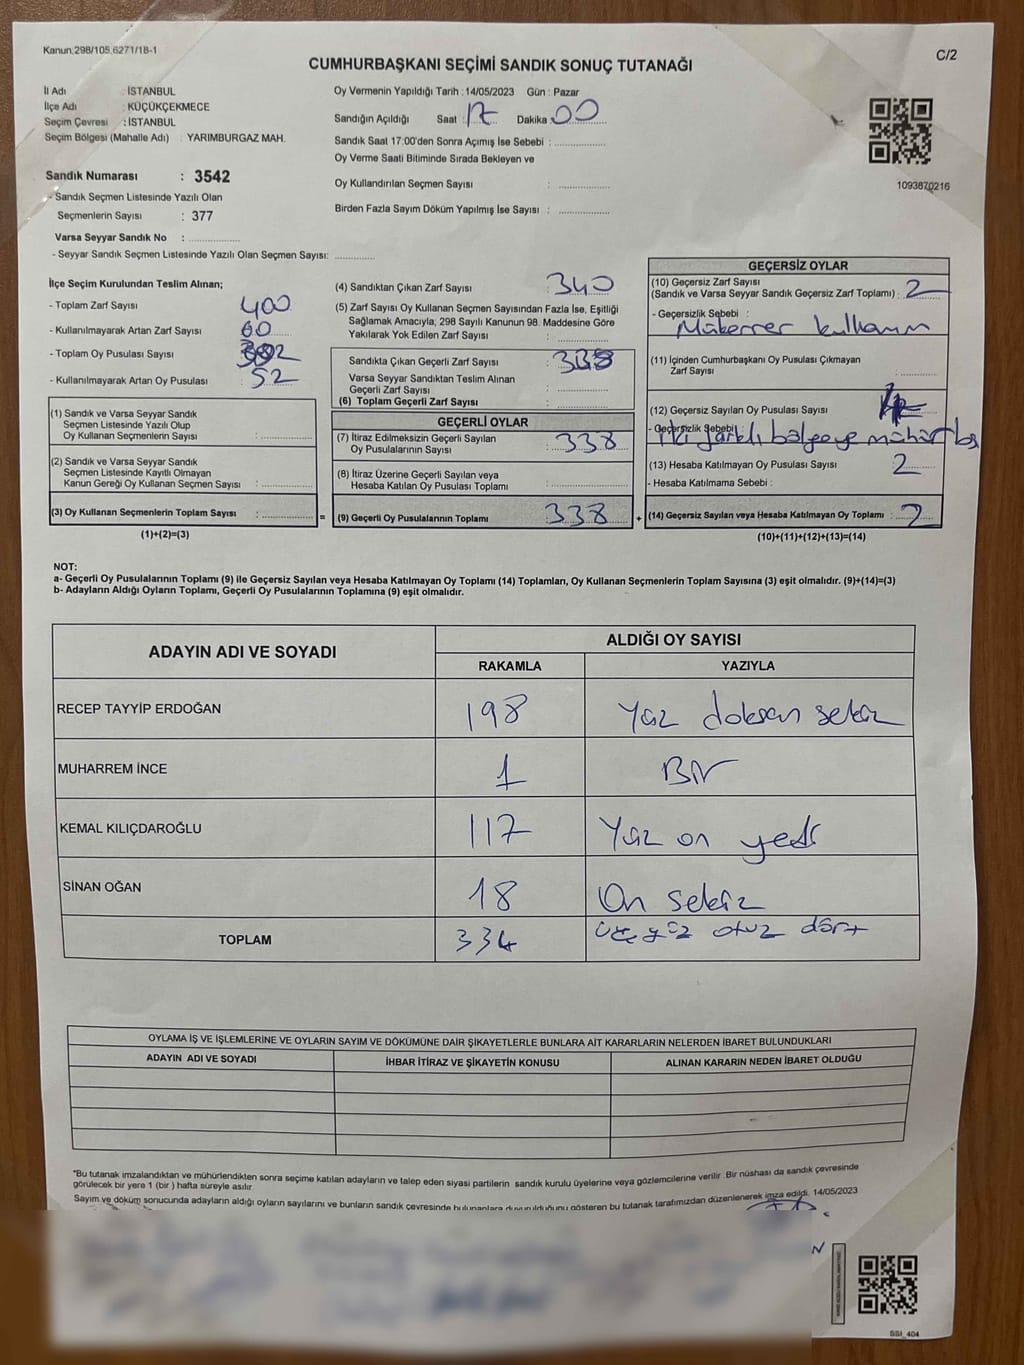 Kanun;298/105,6271/18-1
C/2
CUMHURBAŞKANI SEÇİMİ SANDIK SONUÇ TUTANAĞI
İl Adı : İSTANBUL
İlçe Adı : KÜÇÜKÇEKMECE
Seçim Çevresi : İSTANBUL
Seçim Bölgesi (Mahalle Adı) : YARIMBURGAZ MAH.
Sandık Numarası : 3542
- Sandık Seçmen Listesinde Yazılı Olan
Seçmenlerin Sayısı : 377
Varsa Seyyar Sandık No :
- Seyyar Sandık Seçmen Listesinde Yazılı Olan Seçmen Sayısı:
Oy Vermenin Yapıldığı Tarih : 14/05/2023 Gün : Pazar
Sandığın Açıldığı Saat : 17 Dakika : 00
Sandık Saat 17:00'den Sonra Açımış İse Sebebi :
Oy Verme Saati Bitiminde Sırada Bekleyen ve
Oy Kullandırılan Seçmen Sayısı :
Birden Fazla Sayım Döküm Yapılmış İse Sayısı :
1093670216
İlçe Seçim Kurulundan Teslim Alınan;
- Toplam Zarf Sayısı : 400
- Kullanılmayarak Artan Zarf Sayısı : 60
- Toplam Oy Pusulası Sayısı :
- Kullanılmayarak Artan Oy Pusulası : 52
(1) Sandık ve Varsa Seyyar Sandık
Seçmen Listesinde Yazılı Olup
Oy Kullanan Seçmenlerin Sayısı :
(2) Sandık ve Varsa Seyyar Sandık
Seçmen Listesinde Kayıtlı Olmayan
Kanun Gereği Oy Kullanan Seçmen Sayısı :
(3) Oy Kullanan Seçmenlerin Toplam Sayısı :
=
(1)+(2)=(3)
(4) Sandıktan Çıkan Zarf Sayısı : 340
(5) Zarf Sayısı Oy Kullanan Seçmen Sayısından Fazla İse, Eşitliği
Sağlamak Amacıyla; 298 Sayılı Kanunun 98. Maddesine Göre
Yakılarak Yok Edilen Zarf Sayısı :
Sandıkta Çıkan Geçerli Zarf Sayısı : 338
Varsa Seyyar Sandıktan Teslim Alınan
Geçerli Zarf Sayısı :
(6) Toplam Geçerli Zarf Sayısı :
GEÇERLİ OYLAR
(7) İtiraz Edilmeksizin Geçerli Sayılan
Oy Pusulalarının Sayısı : 338
(8) İtiraz Üzerine Geçerli Sayılan veya
Hesaba Katılan Oy Pusulası Toplamı :
(9) Geçerli Oy Pusulalarının Toplamı : 338
+
GEÇERSİZ OYLAR
(10) Geçersiz Zarf Sayısı
(Sandık ve Varsa Seyyar Sandık Geçersiz Zarf Toplamı) : 2
- Geçersizlik Sebebi :
Mükerrer kullanım
(11) İçinden Cumhurbaşkanı Oy Pusulası Çıkmayan
Zarf Sayısı :
(12) Geçersiz Sayılan Oy Pusulası Sayısı :
- Geçersizlik Sebebi :
iki farklı bölgeye mühür
(13) Hesaba Katılmayan Oy Pusulası Sayısı : 2
- Hesaba Katılmama Sebebi :
(14) Geçersiz Sayılan veya Hesaba Katılmayan Oy Toplamı : 2
(10)+(11)+(12)+(13)=(14)
NOT:
a- Geçerli Oy Pusulalarının Toplamı (9) ile Geçersiz Sayılan veya Hesaba Katılmayan Oy Toplamı (14) Toplamları, Oy Kullanan Seçmenlerin Toplam Sayısına (3) eşit olmalıdır. (9)+(14)=(3)
b- Adayların Aldığı Oyların Toplamı, Geçerli Oy Pusulalarının Toplamına (9) eşit olmalıdır.
ADAYIN ADI VE SOYADI
ALDIĞI OY SAYISI
RAKAMLA YAZIYLA
RECEP TAYYİP ERDOĞAN 198 Yüz doksan sekiz
MUHARREM İNCE 1 Bir
KEMAL KILIÇDAROĞLU 117 Yüz on yedi
SİNAN OĞAN 18 On sekiz
TOPLAM 334 üçyüz otuz dört
OYLAMA İŞ VE İŞLEMLERİNE VE OYLARIN SAYIM VE DÖKÜMÜNE DAİR ŞİKAYETLERLE BUNLARA AİT KARARLARIN NELERDEN İBARET BULUNDUKLARI
ADAYIN ADI VE SOYADI İHBAR İTİRAZ VE ŞİKAYETİN KONUSU ALINAN KARARIN NEDEN İBARET OLDUĞU
*Bu tutanak imzalandıktan ve mühürlendikten sonra seçime katılan adayların ve talep eden siyasi partilerin sandık kurulu üyelerine veya gözlemcilerine verilir. Bir nüshası da sandık çevresinde
görülecek bir yere 1 (bir ) hafta süreyle asılır.
Sayım ve döküm sonucunda adayların aldığı oyların sayılarını ve bunların sandık çevresinde bulunanlara duyurulduğunu gösteren bu tutanak tarafımızdan düzenlenerek imza edildi. 14/05/2023
N
SSI_404